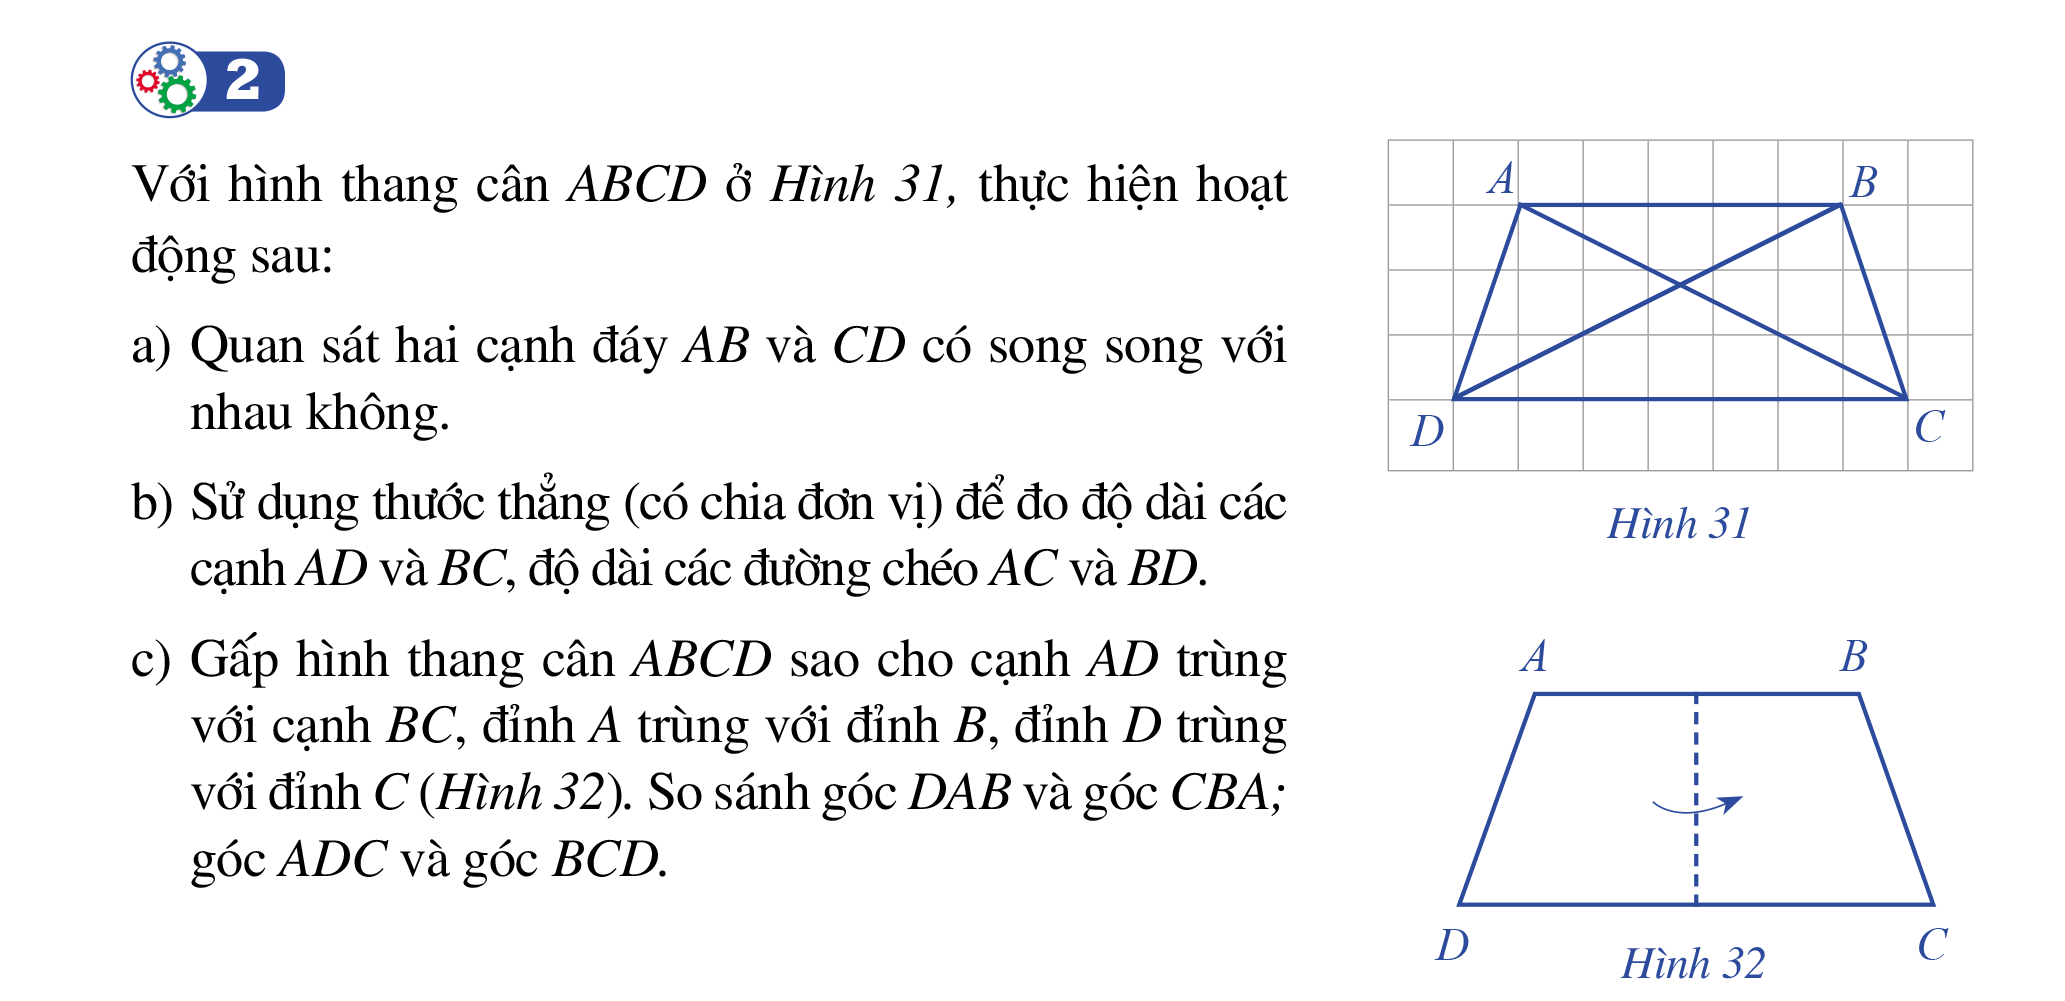 2
Với hình thang cân ABCD ở Hình 31, thực hiện hoạt
động sau:
a) Quan sát hai cạnh đáy AB và CD có song song với
nhau không.
b) Sử dụng thước thẳng (có chia đơn vị) để đo độ dài các
cạnh AD và BC, độ dài các đường chéo AC và BD.
c) Gấp hình thang cân ABCD sao cho cạnh AD trùng
với cạnh BC, đỉnh A trùng với đỉnh B, đỉnh D trùng
với đỉnh C (Hình 32). So sánh góc DAB và góc CBA;
góc ADC và góc BCD.
A B
D C
Hình 31
A B
D C
Hình 32